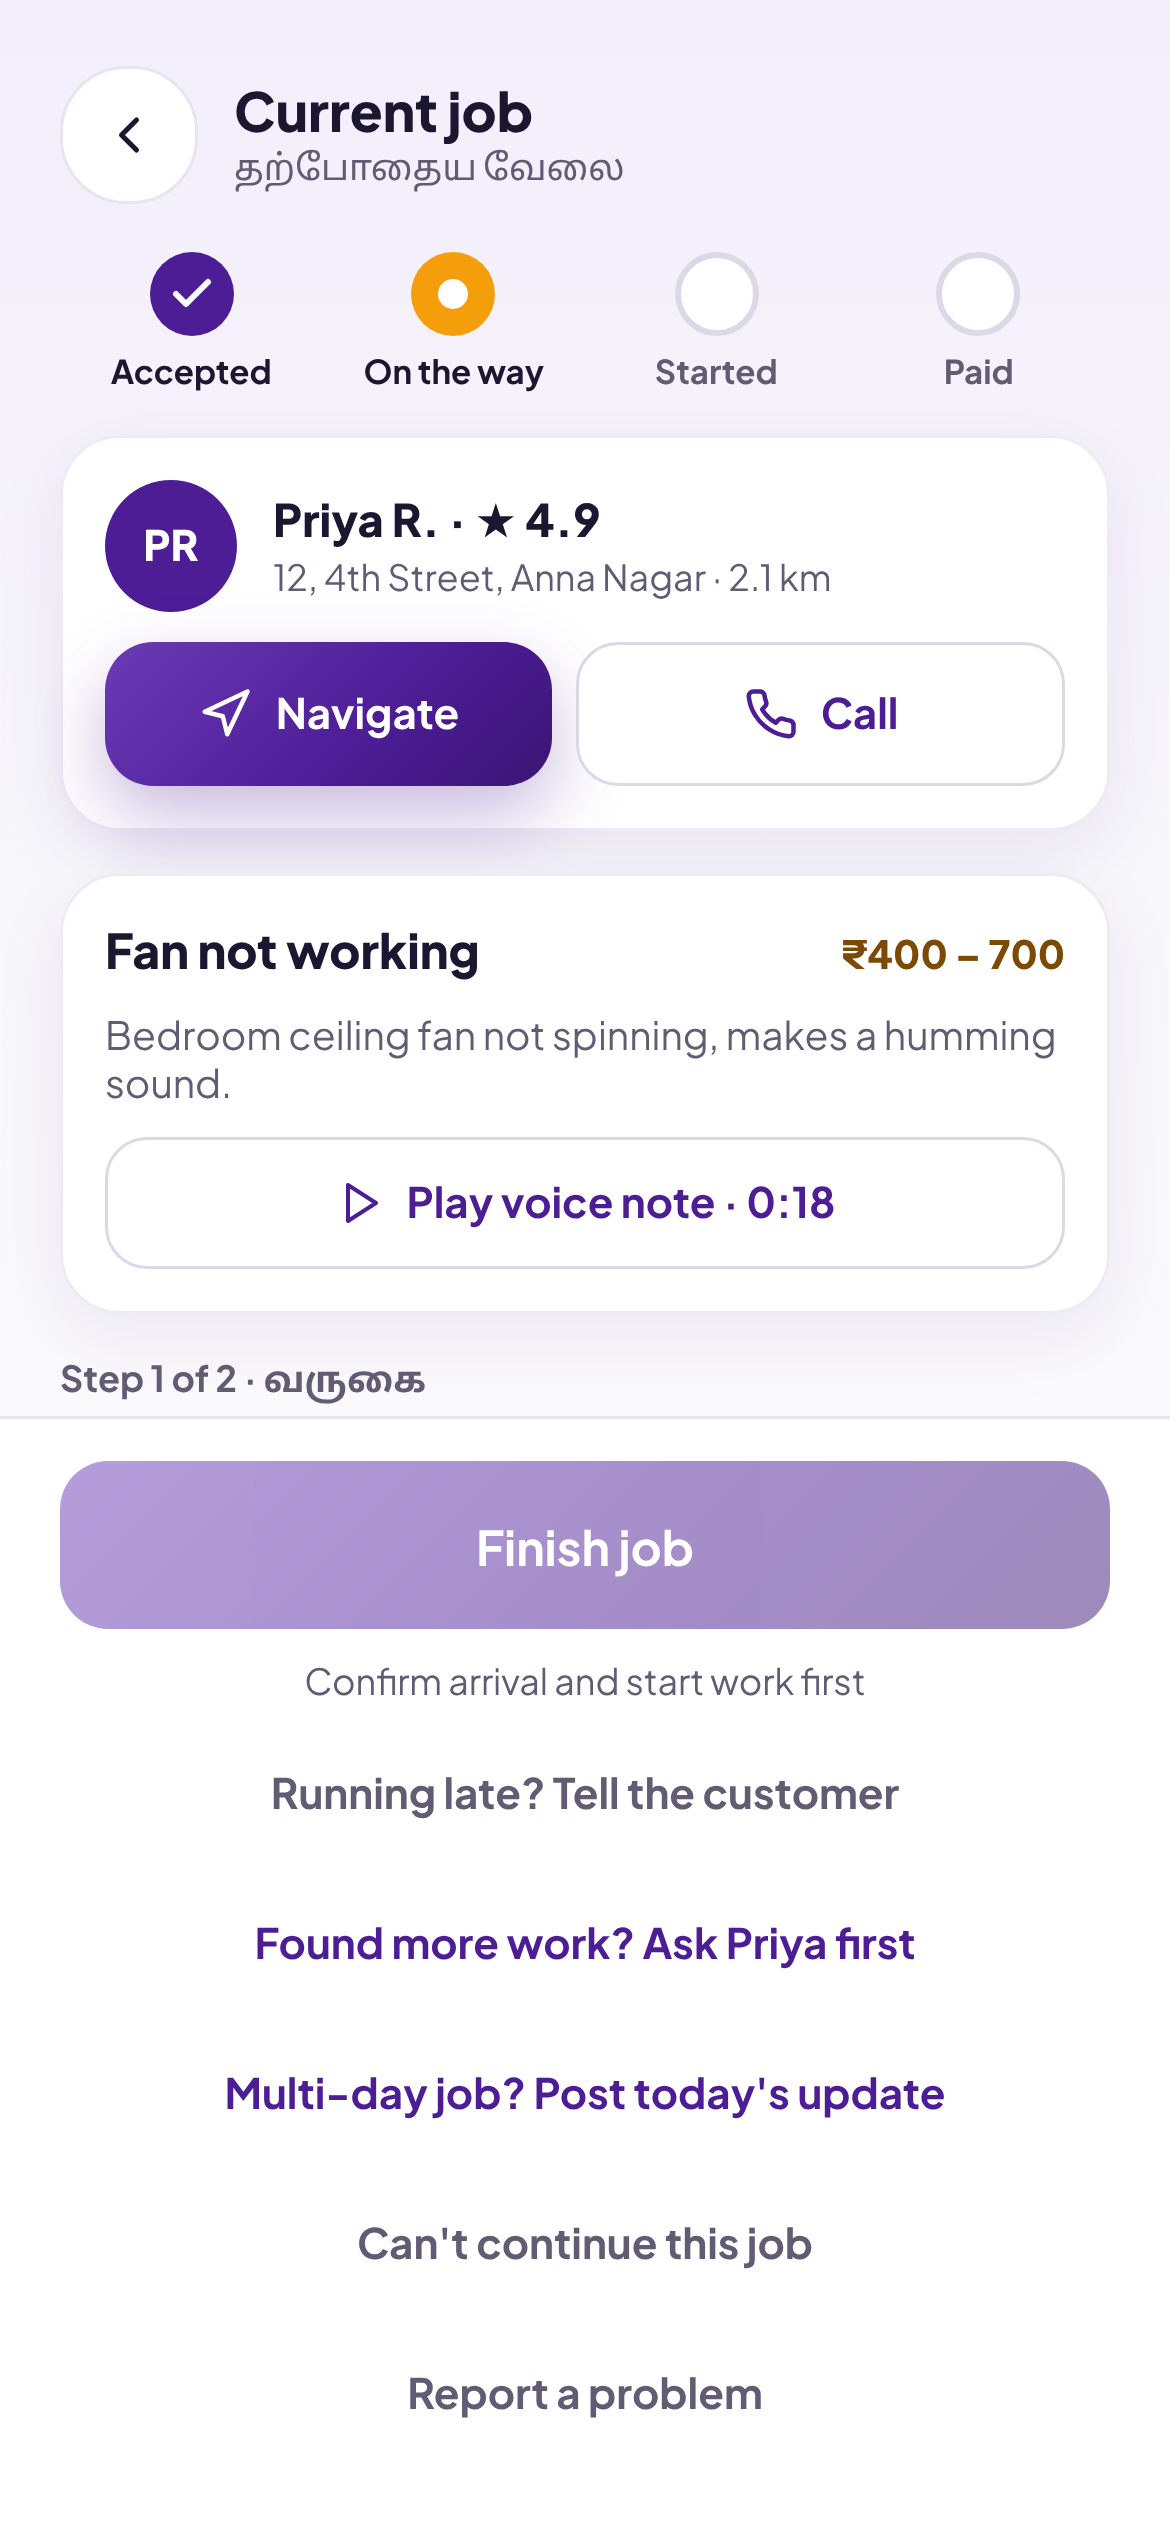 Current job
தற்போதைய வேலை
Accepted
On the way
Started
Paid
PR
Priya R. · ★ 4.9
12, 4th Street, Anna Nagar · 2.1 km
Navigate
Call
Fan not working
₹400 – 700
Bedroom ceiling fan not spinning, makes a humming
sound.
Play voice note · 0:18
Step 1 of 2 · வருகை
Finish job
Confirm arrival and start work first
Running late? Tell the customer
Found more work? Ask Priya first
Multi-day job? Post today's update
Can't continue this job
Report a problem